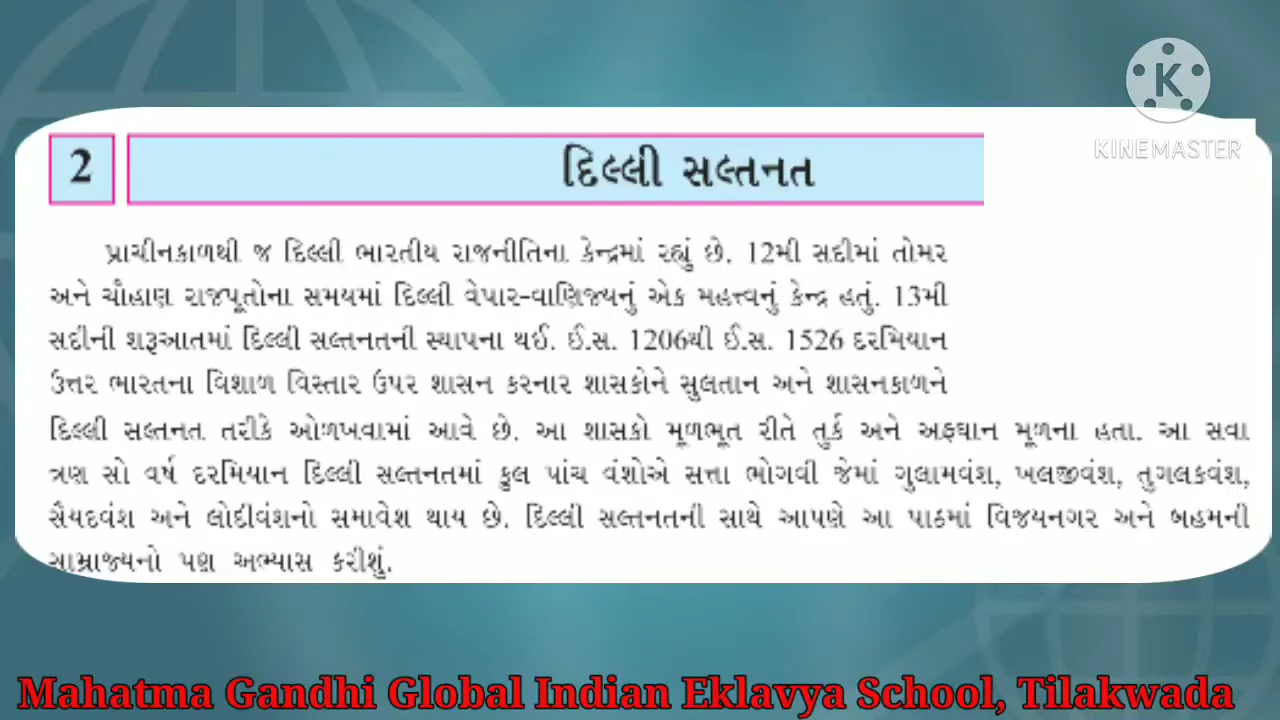 K
KINEMASTER
2 દિલ્લી સલ્તનત
પ્રાચીનકાળથી જ દિલ્લી ભારતીય રાજનીતિના કેન્દ્રમાં રહ્યું છે. 12મી સદીમાં તોમર
અને ચૌહાણ રાજપૂતોના સમયમાં દિલ્લી વેપાર-વાણિજ્યનું એક મહત્ત્વનું કેન્દ્ર હતું. 13મી
સદીની શરૂઆતમાં દિલ્લી સલ્તનતની સ્થાપના થઈ. ઈ.સ. 1206થી ઈ.સ. 1526 દરમિયાન
ઉત્તર ભારતના વિશાળ વિસ્તાર ઉપર શાસન કરનાર શાસકોને સુલતાન અને શાસનકાળને
દિલ્લી સલ્તનત તરીકે ઓળખવામાં આવે છે. આ શાસકો મૂળભૂત રીતે તુર્ક અને અફઘાન મૂળના હતા. આ સવા
ત્રણ સો વર્ષ દરમિયાન દિલ્લી સલ્તનતમાં કુલ પાંચ વંશોએ સત્તા ભોગવી જેમાં ગુલામવંશ, ખલજીવંશ, તુગલકવંશ,
સૈયદવંશ અને લોદીવંશનો સમાવેશ થાય છે. દિલ્લી સલ્તનતની સાથે આપણે આ પાઠમાં વિજયનગર અને બહમની
સામ્રાજ્યનો પણ અભ્યાસ કરીશું.
Mahatma Gandhi Global Indian Eklavya School, Tilakwada